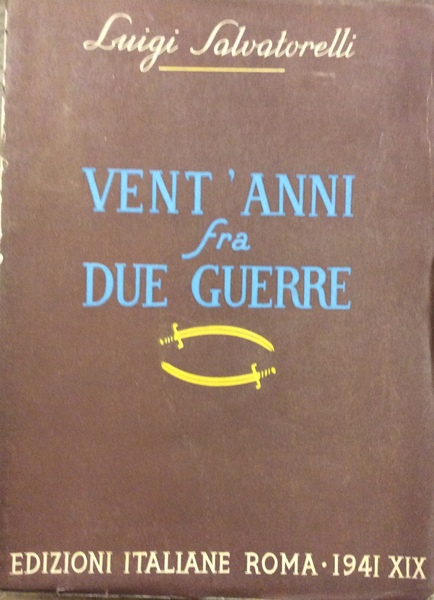 Luigi Salvatorelli
VENT'ANNI
fra
DUE GUERRE
EDIZIONI ITALIANE ROMA · 1941 XIX